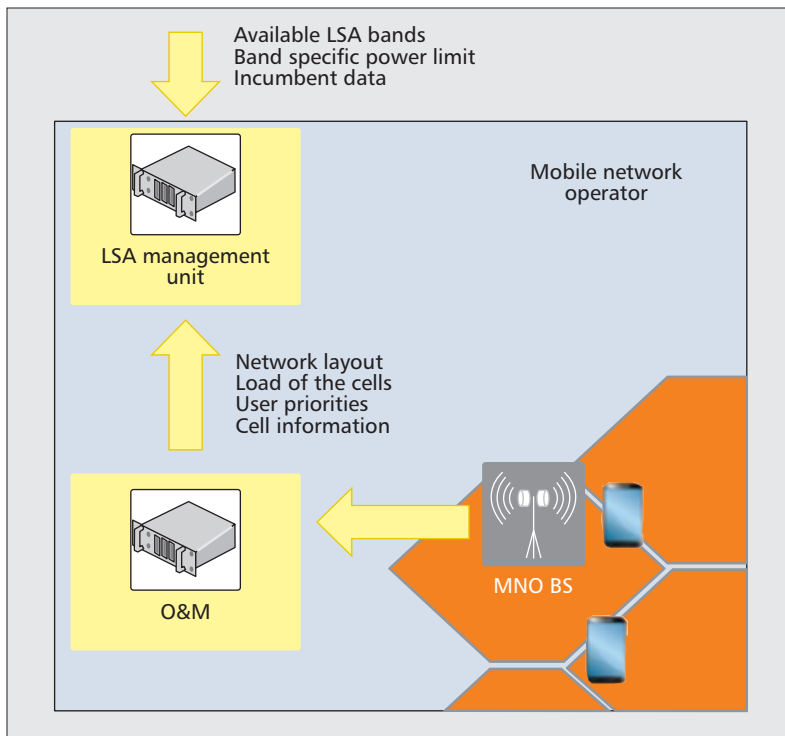 Available LSA bands
Band specific power limit
Incumbent data
Mobile network
operator
LSA management
unit
Network layout
Load of the cells
User priorities
Cell information
MNO BS
O&M